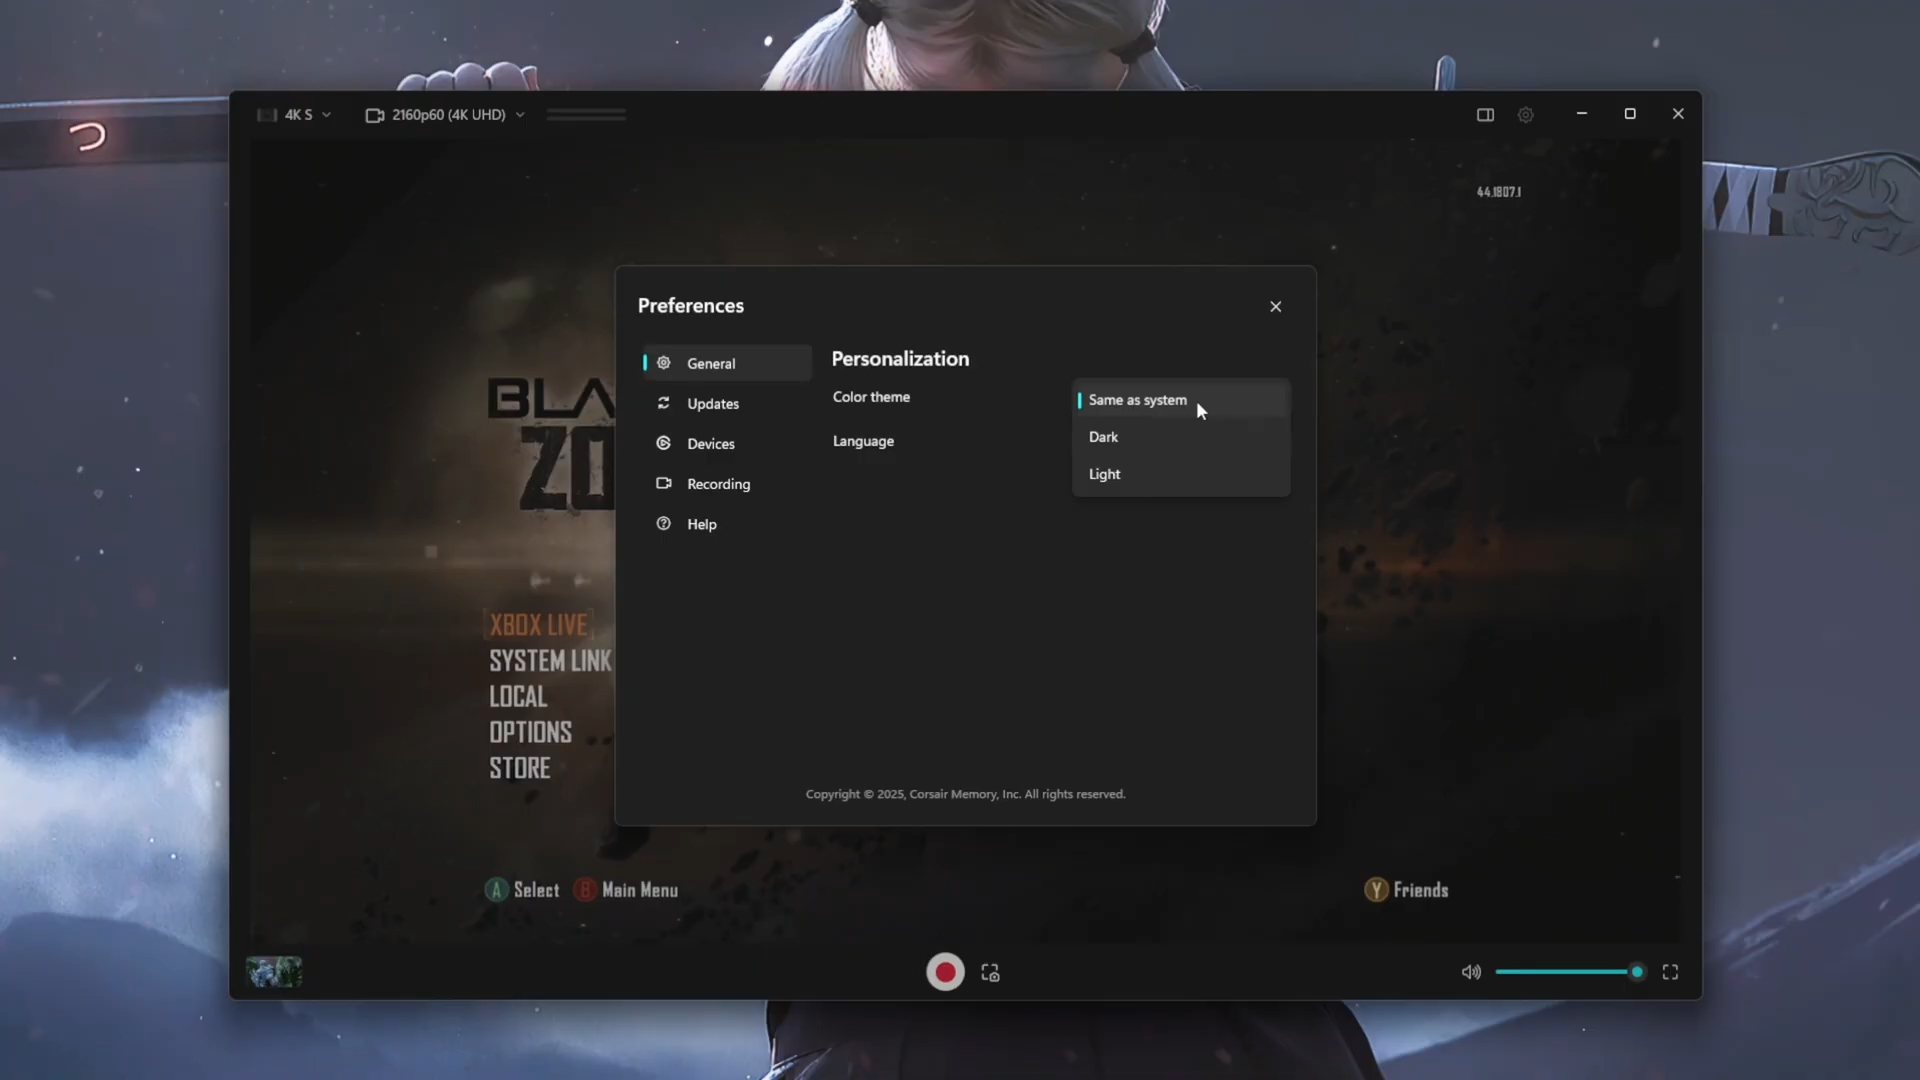 4K S
2160p60 (4K UHD)
44.1807.1
Preferences
General
Updates
Devices
Recording
Help
Personalization
Color theme
Same as system
Dark
Light
Language
BLA
ZO
XBOX LIVE
SYSTEM LINK
LOCAL
OPTIONS
STORE
Copyright © 2025, Corsair Memory, Inc. All rights reserved.
A Select B Main Menu
Y Friends